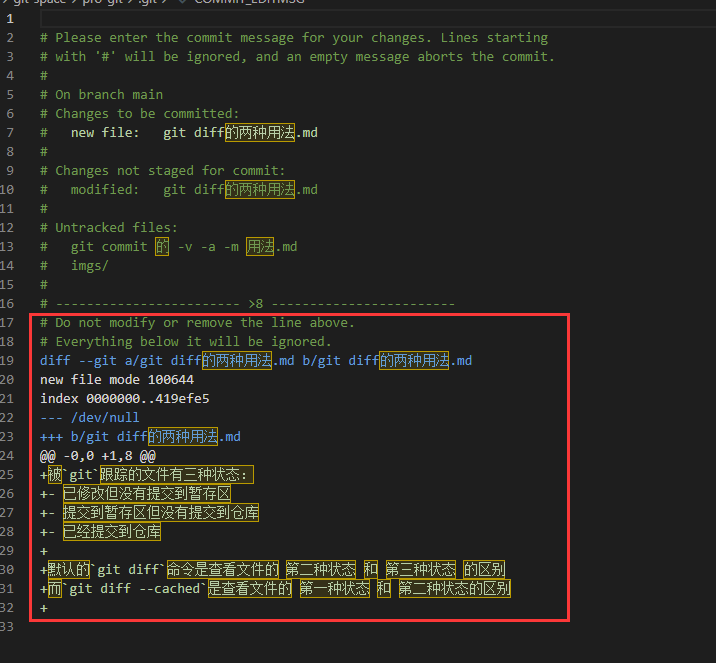 git-space > pro-git > .git > COMMIT_EDITMSG
1
2 # Please enter the commit message for your changes. Lines starting
3 # with '#' will be ignored, and an empty message aborts the commit.
4 #
5 # On branch main
6 # Changes to be committed:
7 #   new file:   git diff的两种用法.md
8 #
9 # Changes not staged for commit:
10 #   modified:   git diff的两种用法.md
11 #
12 # Untracked files:
13 #   git commit 的 -v -a -m 用法.md
14 #   imgs/
15 #
16 # ------------------------ >8 ------------------------
17 # Do not modify or remove the line above.
18 # Everything below it will be ignored.
19 diff --git a/git diff的两种用法.md b/git diff的两种用法.md
20 new file mode 100644
21 index 0000000..419efe5
22 --- /dev/null
23 +++ b/git diff的两种用法.md
24 @@ -0,0 +1,8 @@
25 +被`git`跟踪的文件有三种状态:
26 +- 已修改但没有提交到暂存区
27 +- 提交到暂存区但没有提交到仓库
28 +- 已经提交到仓库
29 +
30 +默认的`git diff`命令是查看文件的 第二种状态 和 第三种状态 的区别
31 +而`git diff --cached`是查看文件的 第一种状态 和 第二种状态的区别
32 +
33